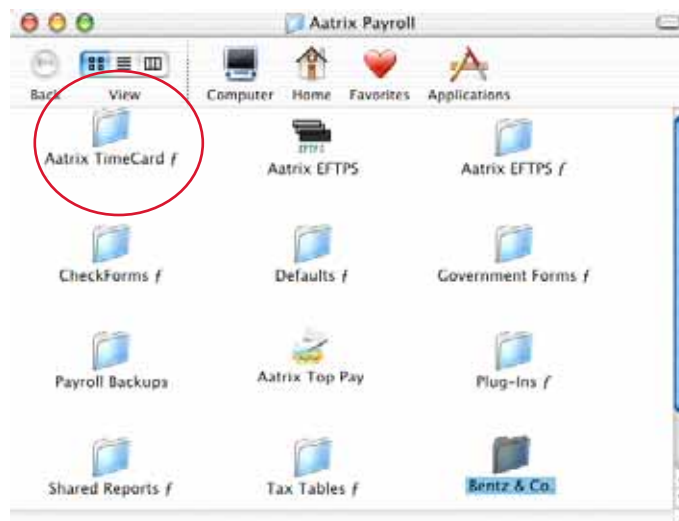 Aatrix Payroll
Back View Computer Home Favorites Applications
Aatrix TimeCard ƒ Aatrix EFTPS Aatrix EFTPS ƒ
CheckForms ƒ Defaults ƒ Government Forms ƒ
Payroll Backups Aatrix Top Pay Plug-Ins ƒ
Shared Reports ƒ Tax Tables ƒ Bentz & Co.